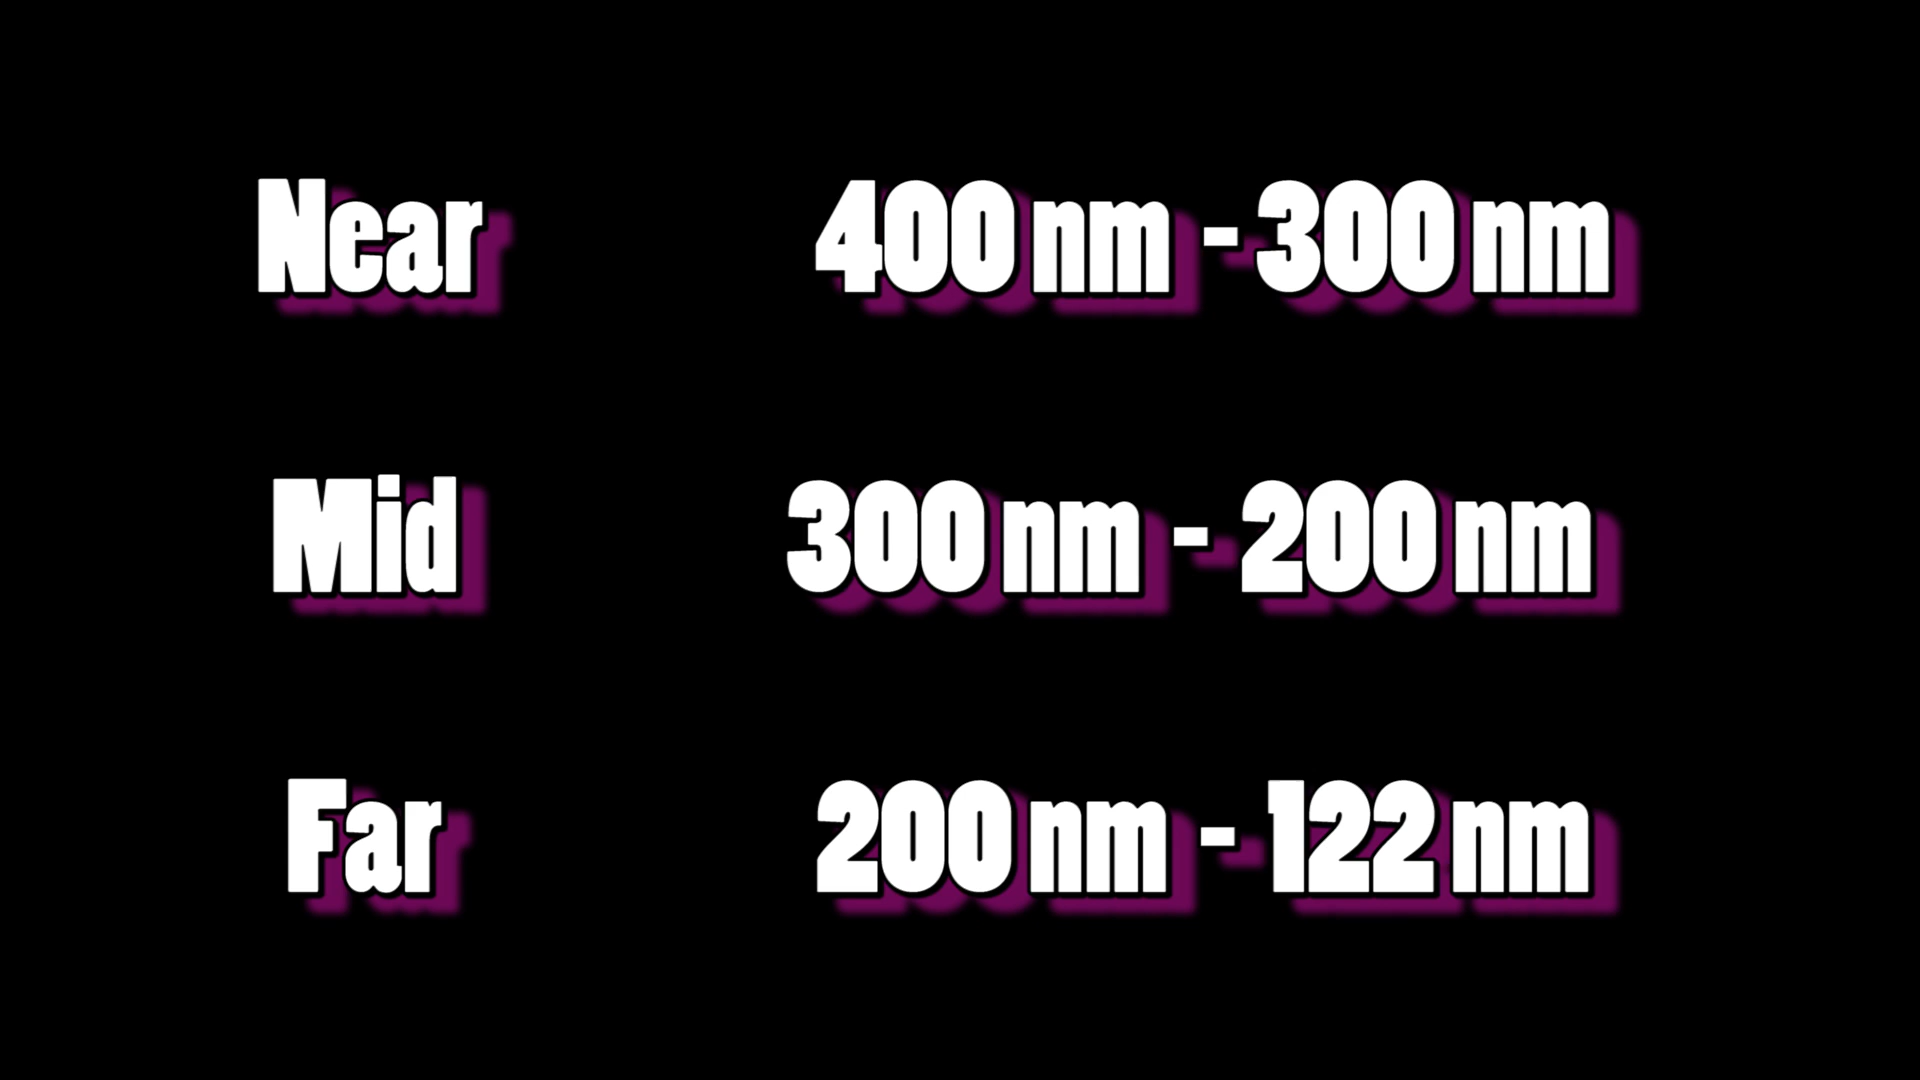 Near 400 nm - 300 nm
Mid 300 nm - 200 nm
Far 200 nm - 122 nm